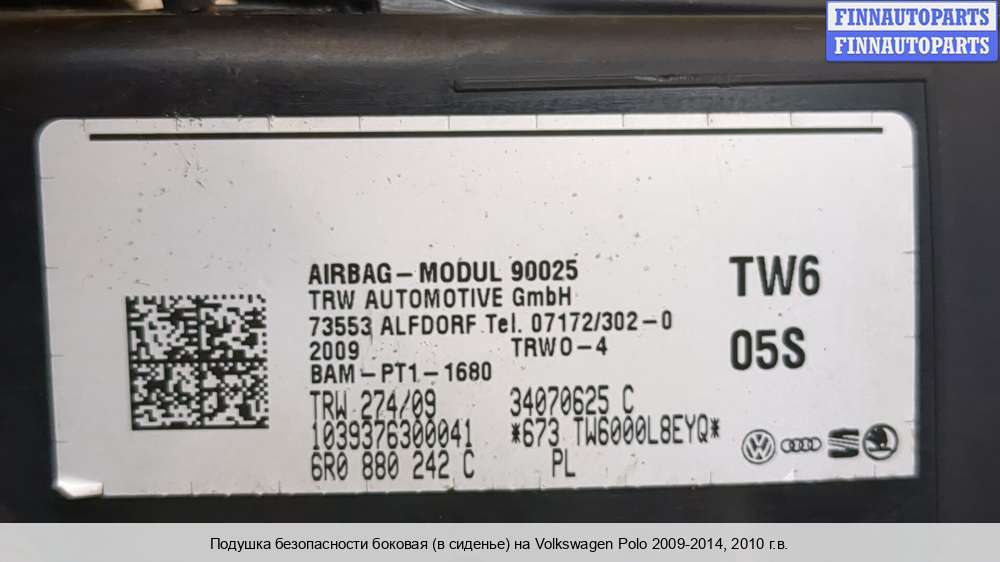 FINNAUTOPARTS
FINNAUTOPARTS
AIRBAG-MODUL 90025
TRW AUTOMOTIVE GmbH
73553 ALFDORF Tel. 07172/302-0
2009 TRWO-4
BAM-PT1-1680
TRW 274/09 34070625 C
1039376300041 *673 TW6000L8EYQ*
6R0 880 242 C PL
TW6
05S
Подушка безопасности боковая (в сиденье) на Volkswagen Polo 2009-2014, 2010 г.в.